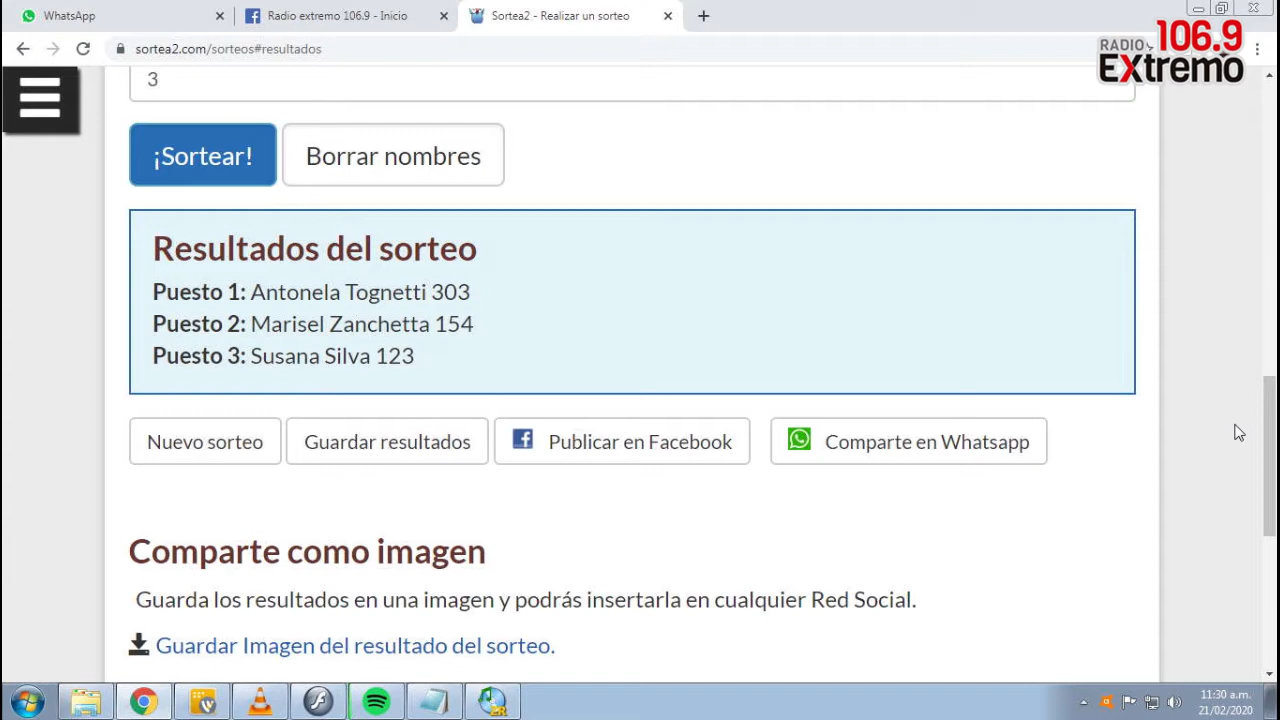 WhatsApp
Radio extremo 106.9 - Inicio
Sortea2 - Realizar un sorteo
sortea2.com/sorteos#resultados
RADIO 106.9
EXtremo
3
¡Sortear!
Borrar nombres
Resultados del sorteo
Puesto 1: Antonela Tognetti 303
Puesto 2: Marisel Zanchetta 154
Puesto 3: Susana Silva 123
Nuevo sorteo
Guardar resultados
Publicar en Facebook
Comparte en Whatsapp
Comparte como imagen
Guarda los resultados en una imagen y podrás insertarla en cualquier Red Social.
Guardar Imagen del resultado del sorteo.
11:30 a.m.
21/02/2020